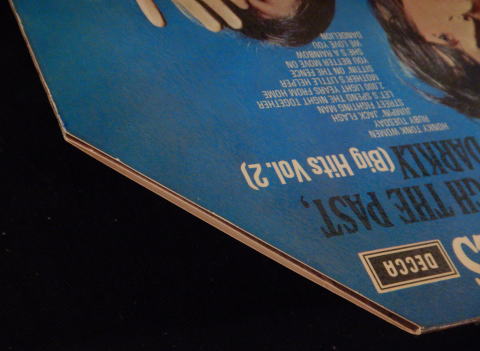 S
DECCA
GH THE PAST,
DARKLY
(Big Hits Vol. 2)
HONKY TONK WOMEN
RUBY TUESDAY
JUMPIN' JACK FLASH
STREET FIGHTING MAN
LET'S SPEND THE NIGHT TOGETHER
2,000 LIGHT YEARS FROM HOME
MOTHER'S LITTLE HELPER
SITTIN' ON THE FENCE
YOU BETTER MOVE ON
SHE'S A RAINBOW
WE LOVE YOU
DANDELION